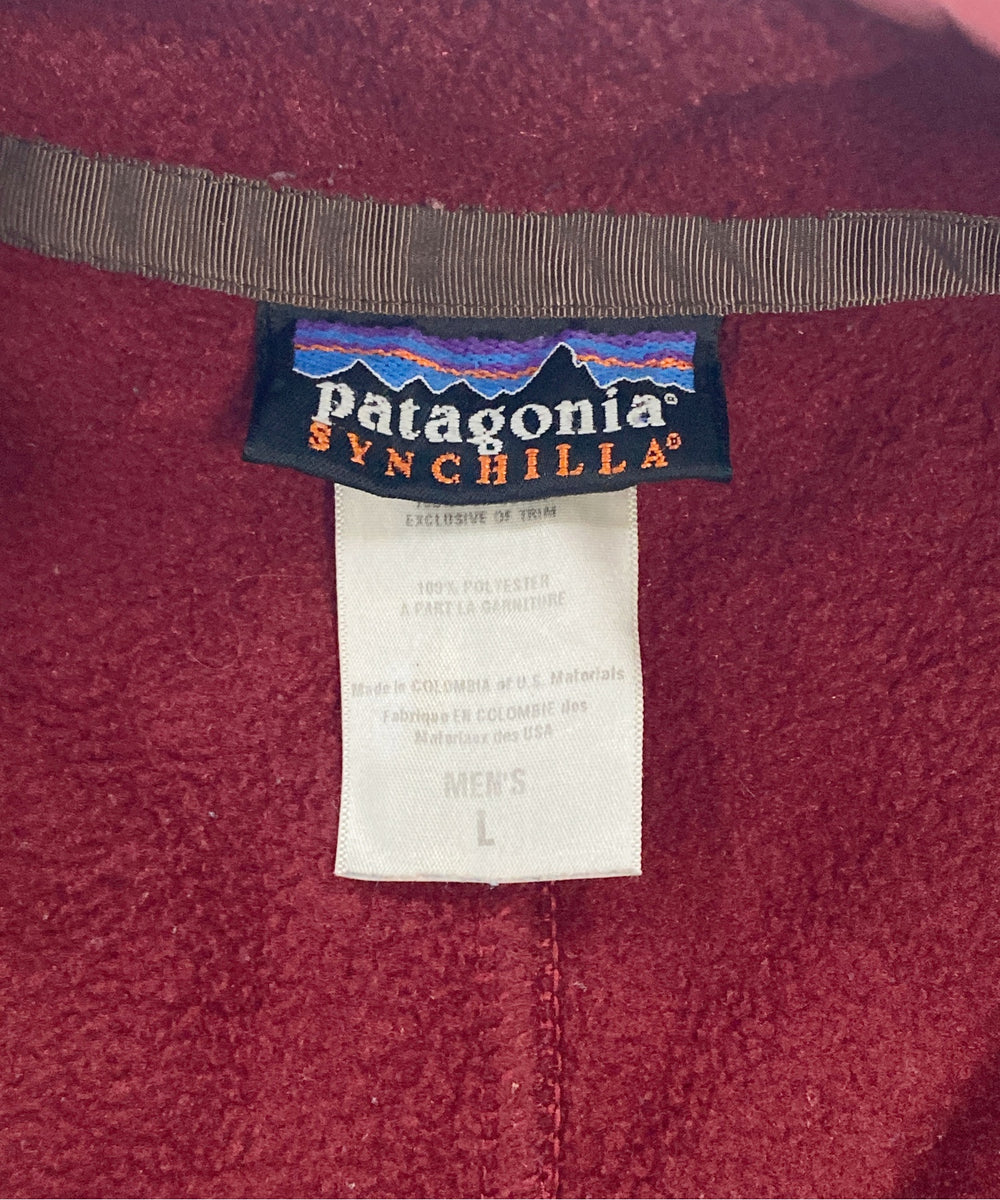 patagonia®
SYNCHILLA®
EXCLUSIVE OF TRIM
100% POLYESTER
A PART LA GARNITURE
Made in COLOMBIA of U.S. Materials
Fabrique EN COLOMBIE des
Materiaux des USA
MEN'S
L